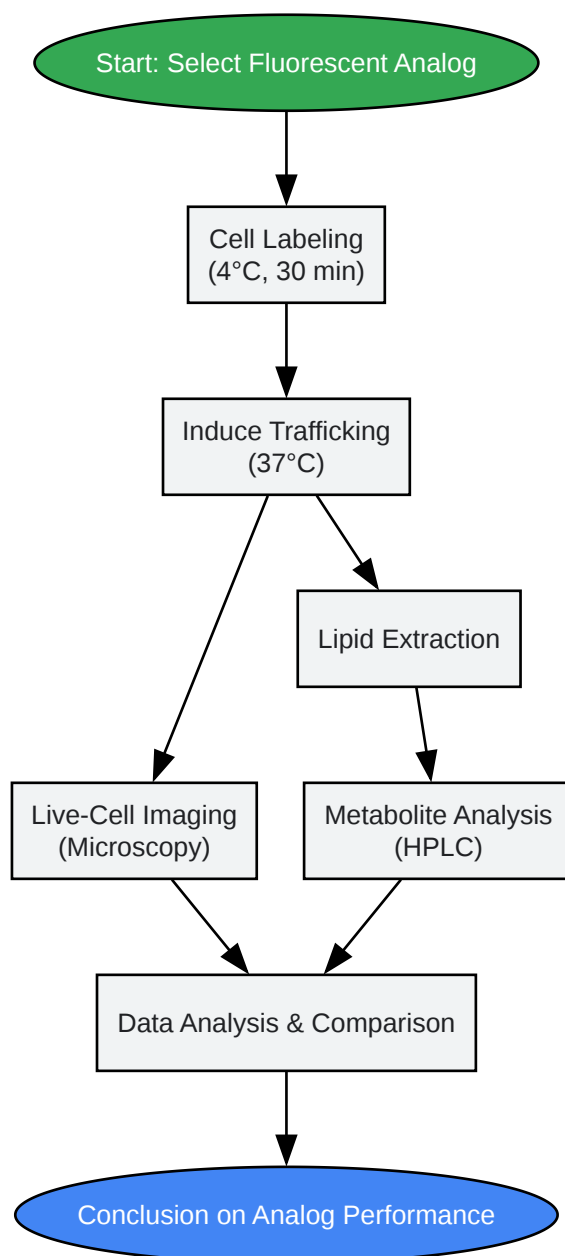 Start: Select Fluorescent Analog
Cell Labeling
(4°C, 30 min)
Induce Trafficking
(37°C)
Lipid Extraction
Live-Cell Imaging
(Microscopy)
Metabolite Analysis
(HPLC)
Data Analysis & Comparison
Conclusion on Analog Performance